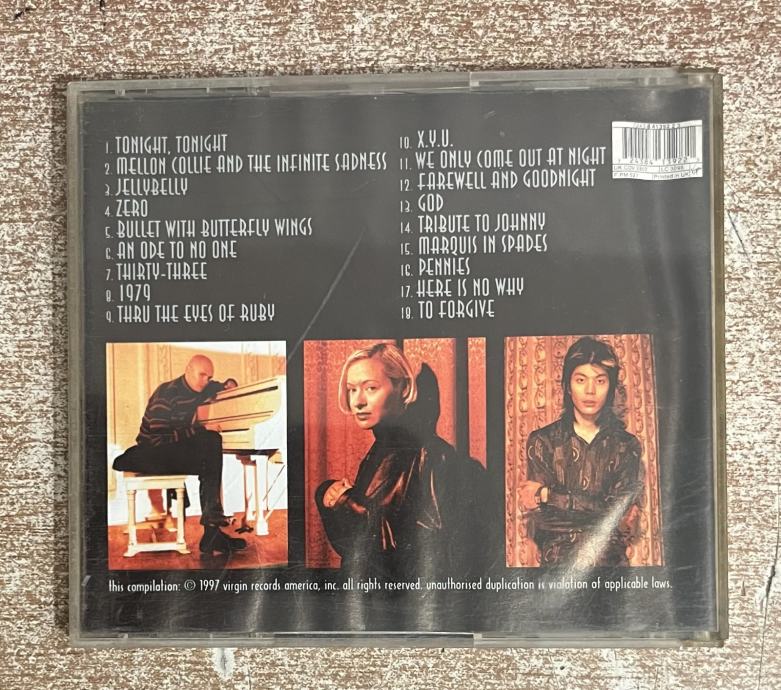 1. TONIGHT, TONIGHT
2. MELLON COLLIE AND THE INFINITE SADNESS
3. JELLYBELLY
4. ZERO
5. BULLET WITH BUTTERFLY WINGS
6. AN ODE TO NO ONE
7. THIRTY-THREE
8. 1979
9. THRU THE EYES OF RUBY
10. X.Y.U.
11. WE ONLY COME OUT AT NIGHT
12. FAREWELL AND GOODNIGHT
13. GOD
14. TRIBUTE TO JOHNNY
15. MARQUIS IN SPADES
16. PENNIES
17. HERE IS NO WHY
18. TO FORGIVE
Printed in UK
this compilation: © 1997 virgin records america, inc. all rights reserved. unauthorised duplication is violation of applicable laws.